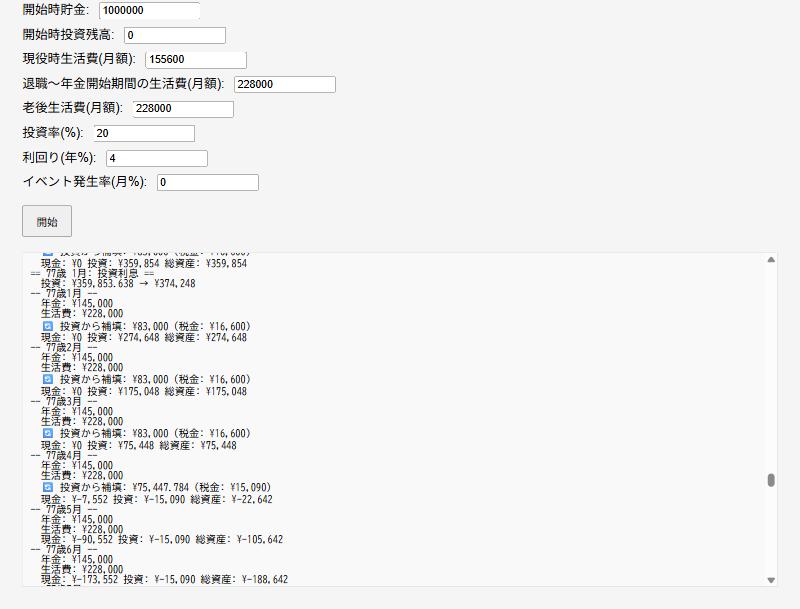 開始時貯金: 1000000
開始時投資残高: 0
現役時生活費(月額): 155600
退職～年金開始期間の生活費(月額): 228000
老後生活費(月額): 228000
投資率(%): 20
利回り(年%): 4
イベント発生率(月%): 0
開始
現金: ¥0 投資: ¥359,854 総資産: ¥359,854
== 77歳 1月: 投資利息 ==
投資: ¥359,853.638 → ¥374,248
-- 77歳1月 --
年金: ¥145,000
生活費: ¥228,000
投資から補填: ¥83,000 (税金: ¥16,600)
現金: ¥0 投資: ¥274,648 総資産: ¥274,648
-- 77歳2月 --
年金: ¥145,000
生活費: ¥228,000
投資から補填: ¥83,000 (税金: ¥16,600)
現金: ¥0 投資: ¥175,048 総資産: ¥175,048
-- 77歳3月 --
年金: ¥145,000
生活費: ¥228,000
投資から補填: ¥83,000 (税金: ¥16,600)
現金: ¥0 投資: ¥75,448 総資産: ¥75,448
-- 77歳4月 --
年金: ¥145,000
生活費: ¥228,000
投資から補填: ¥75,447.784 (税金: ¥15,090)
現金: ¥-7,552 投資: ¥-15,090 総資産: ¥-22,642
-- 77歳5月 --
年金: ¥145,000
生活費: ¥228,000
現金: ¥-90,552 投資: ¥-15,090 総資産: ¥-105,642
-- 77歳6月 --
年金: ¥145,000
生活費: ¥228,000
現金: ¥-173,552 投資: ¥-15,090 総資産: ¥-188,642